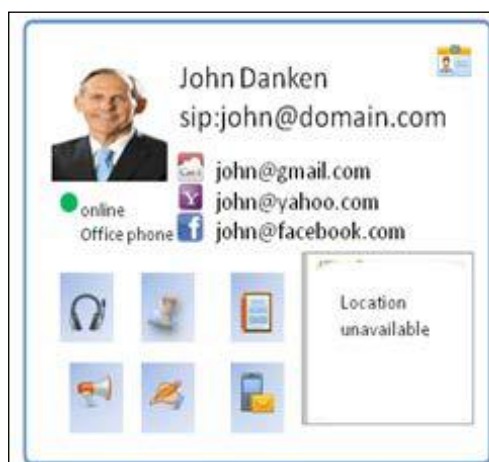 John Danken
sip:john@domain.com
john@gmail.com
john@yahoo.com
online
Office phone
john@facebook.com
Location
unavailable